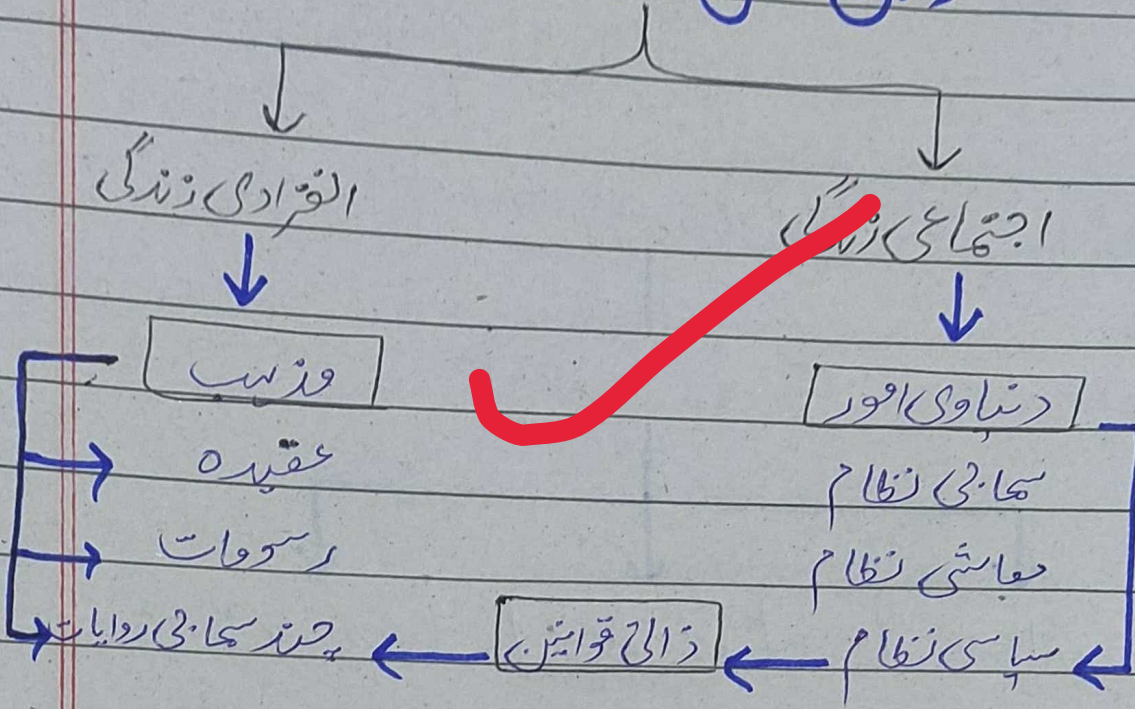 اجتماعی زندگی انفرادی زندگی
دنیاوی امور مذہب
سماجی نظام عقیدہ
معاشی نظام رسومات
سیاسی نظام ذاتی قوانین چند سماجی روایات